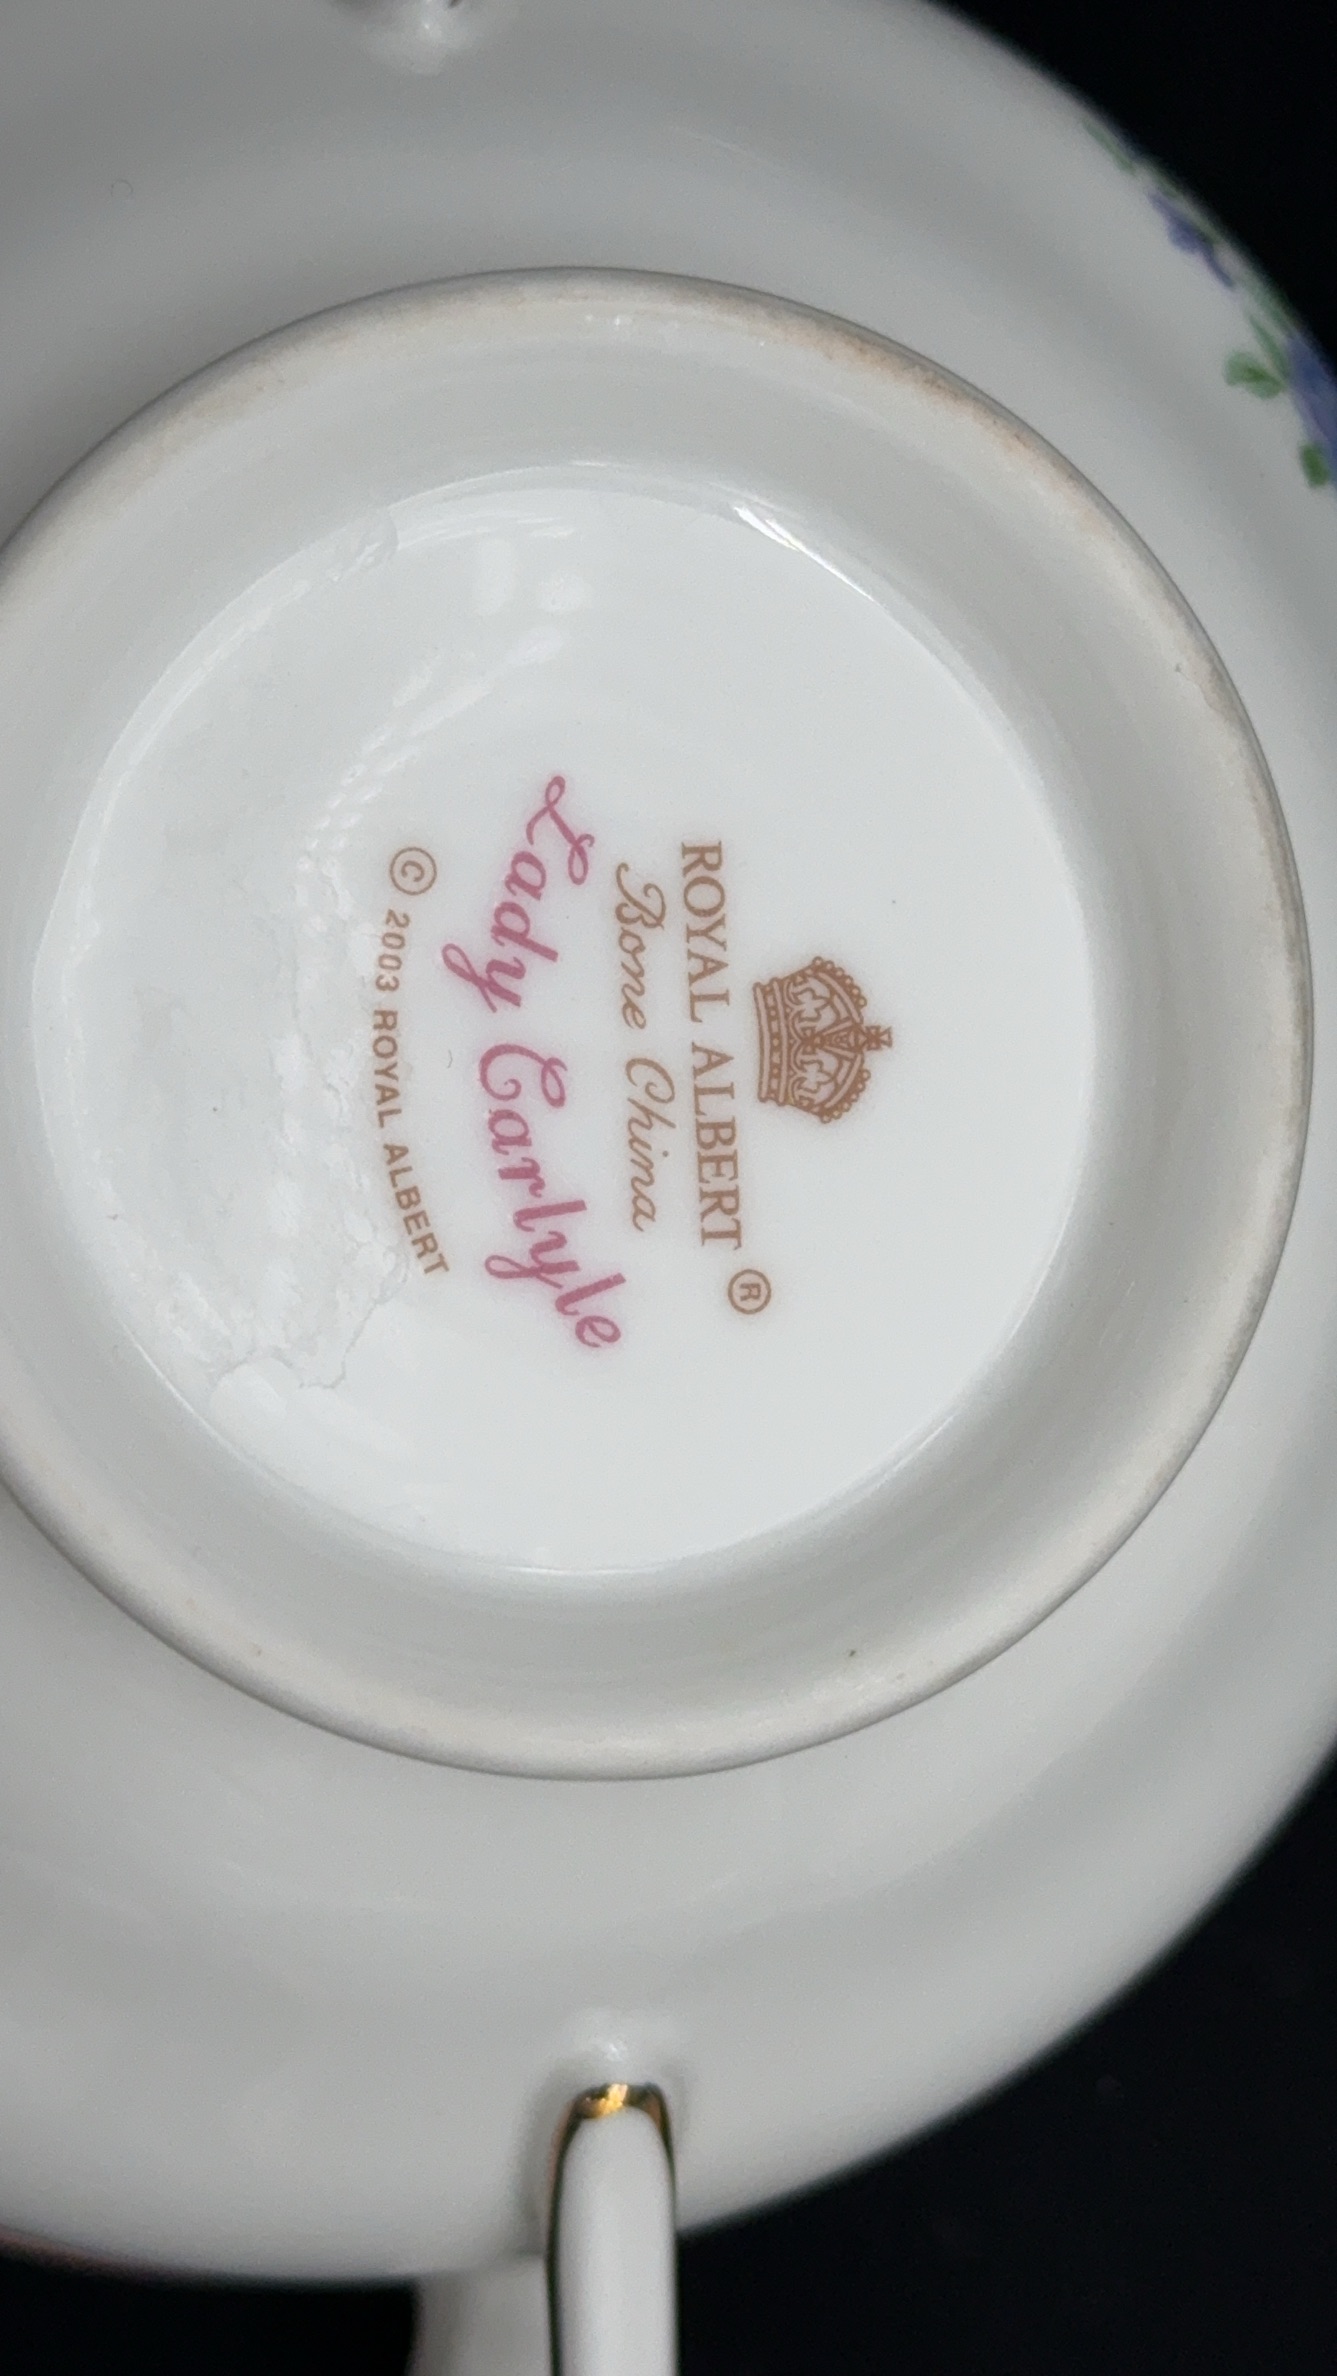 ROYAL ALBERT ®
Bone China
Lady Carlyle
© 2003 ROYAL ALBERT